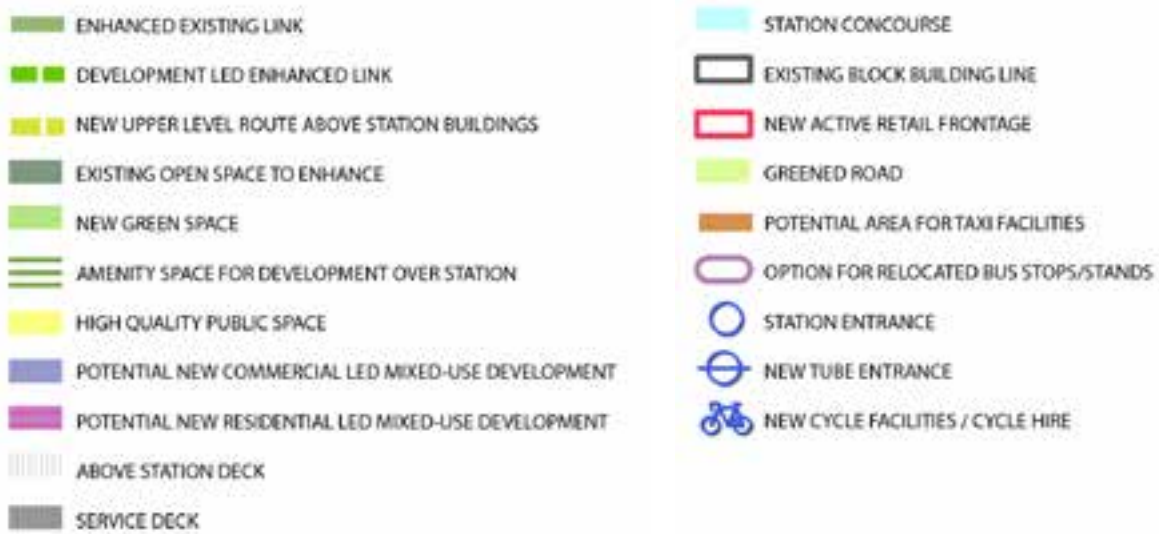 ENHANCED EXISTING LINK
DEVELOPMENT LED ENHANCED LINK
NEW UPPER LEVEL ROUTE ABOVE STATION BUILDINGS
EXISTING OPEN SPACE TO ENHANCE
NEW GREEN SPACE
AMENITY SPACE FOR DEVELOPMENT OVER STATION
HIGH QUALITY PUBLIC SPACE
POTENTIAL NEW COMMERCIAL LED MIXED-USE DEVELOPMENT
POTENTIAL NEW RESIDENTIAL LED MIXED-USE DEVELOPMENT
ABOVE STATION DECK
SERVICE DECK
STATION CONCOURSE
EXISTING BLOCK BUILDING LINE
NEW ACTIVE RETAIL FRONTAGE
GREENED ROAD
POTENTIAL AREA FOR TAXI FACILITIES
OPTION FOR RELOCATED BUS STOPS/STANDS
STATION ENTRANCE
NEW TUBE ENTRANCE
NEW CYCLE FACILITIES / CYCLE HIRE